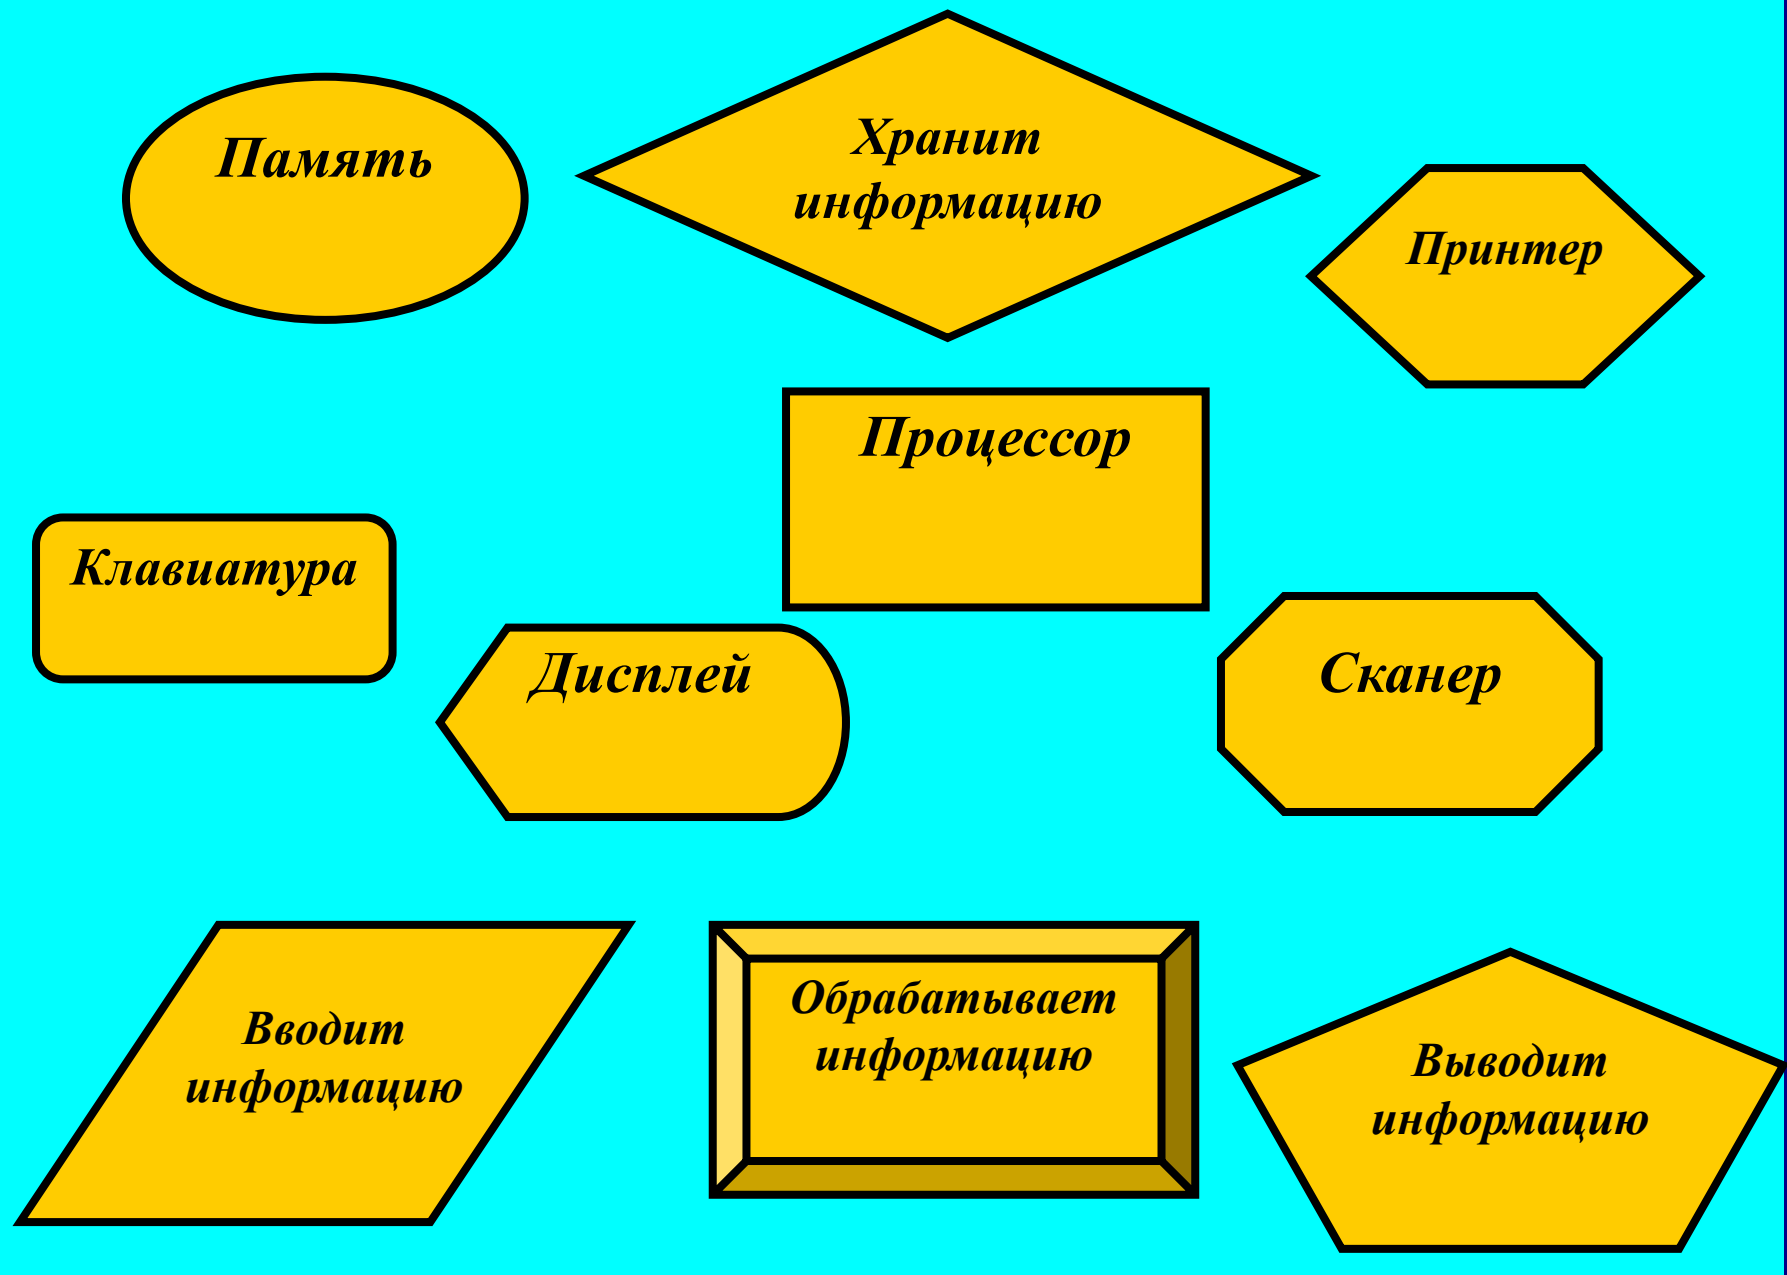 Память
Хранит
информацию
Принтер
Процессор
Клавиатура
Дисплей
Сканер
Вводит
информацию
Обрабатывает
информацию
Выводит
информацию